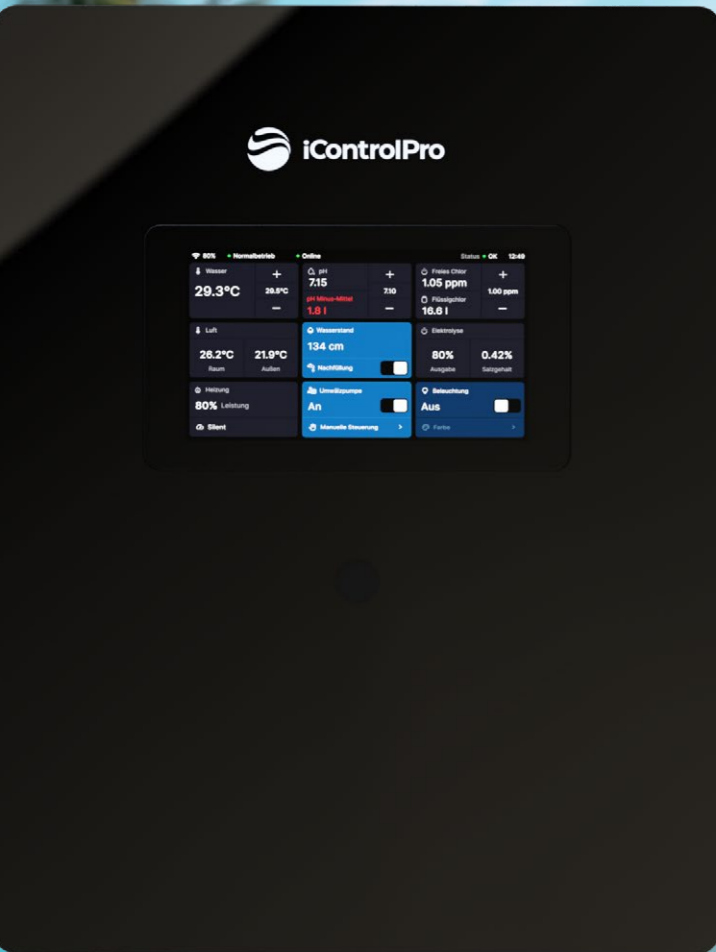 iControlPro
80% Normalbetrieb Online Status OK 12:49
Wasser
29.3°C
+
29.5°C
−
pH
7.15
pH Minus-Mittel
1.8 l
+
7.10
−
Freies Chlor
1.05 ppm
Flüssigchlor
16.6 l
+
1.00 ppm
−
Luft
26.2°C 21.9°C
Raum Außen
Wasserstand
134 cm
Nachfüllung
Elektrolyse
80% 0.42%
Ausgabe Salzgehalt
Heizung
80% Leistung
Silent
Umwälzpumpe
An
Manuelle Steuerung >
Beleuchtung
Aus
Farbe >